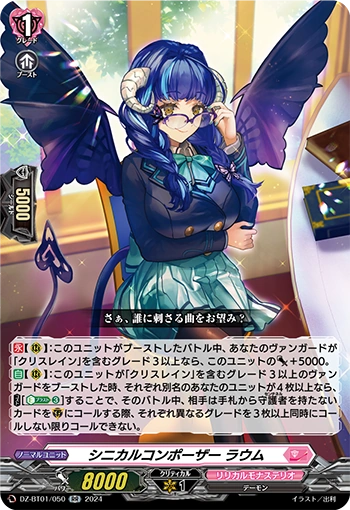 1
グレード
ブースト
5000
シールド
さぁ、誰に刺さる曲をお望み?
永【R】:このユニットがブーストしたバトル中、あなたのヴァンガードが
「クリスレイン」を含むグレード3以上なら、このユニットの+5000。
自【R】:このユニットが「クリスレイン」を含むグレード3以上のヴァン
ガードをブーストした時、それぞれ別名のあなたのユニットが4枚以上なら、
【ブラスト3】することで、そのバトル中、相手は手札から守護者を持たない
カードをGにコールする際、それぞれ異なるグレードを3枚以上同時にコー
ルしない限りコールできない。
ノーマルユニット
シニカルコンポーザー ラウム
リリカルモナステリオ
パワー
8000
クリティカル
1
デーモン
DZ-BT01/050 RR 2024
イラスト/出利